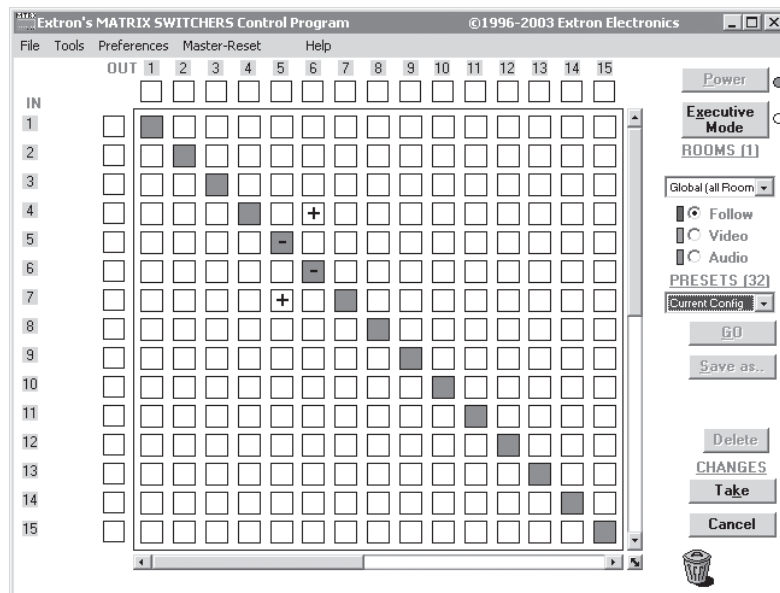 Extron's MATRIX SWITCHERS Control Program ©1996-2003 Extron Electronics
File Tools Preferences Master-Reset Help
OUT 1 2 3 4 5 6 7 8 9 10 11 12 13 14 15
IN
1 1
2
3
4 +
5 -
6 -
7 +
8
9
10
11
12
13
14
15
Power
Executive
Mode
ROOMS (1)
Global (all Room
Follow
Video
Audio
PRESETS (32)
Current Config
GO
Save as..
Delete
CHANGES
Take
Cancel